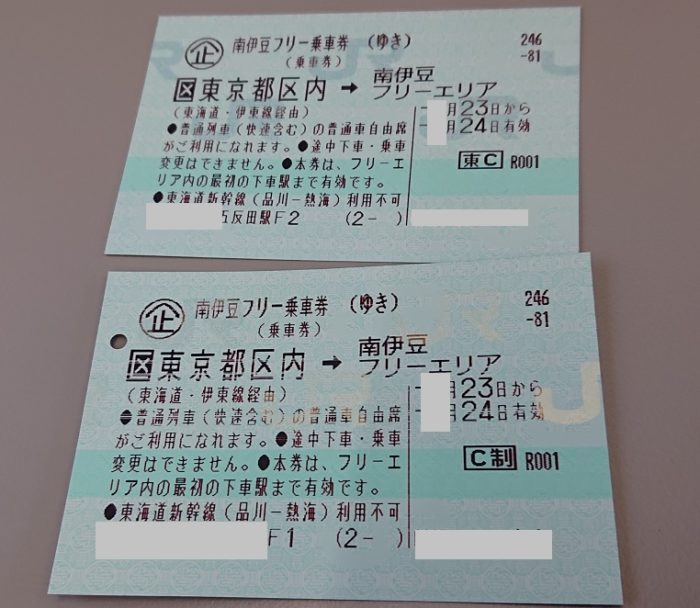 企 南伊豆フリー乗車券 (ゆき) 246
(乗車券) -81
区東京都区内 → 南伊豆
フリーエリア
(東海道・伊東線経由) 月23日から
●普通列車(快速含む)の普通車自由席 月24日有効
がご利用になれます。●途中下車・乗車
変更はできません。●本券は、フリーエ 東C R001
リア内の最初の下車駅まで有効です。
●東海道新幹線(品川ー熱海)利用不可
五反田駅F2 (2- )
企 南伊豆フリー乗車券 (ゆき) 246
(乗車券) -81
区東京都区内 → 南伊豆
フリーエリア
(東海道・伊東線経由) 月23日から
●普通列車(快速含む)の普通車自由席 月24日有効
がご利用になれます。●途中下車・乗車
変更はできません。●本券は、フリーエ C制 R001
リア内の最初の下車駅まで有効です。
●東海道新幹線(品川ー熱海)利用不可
F1 (2- )